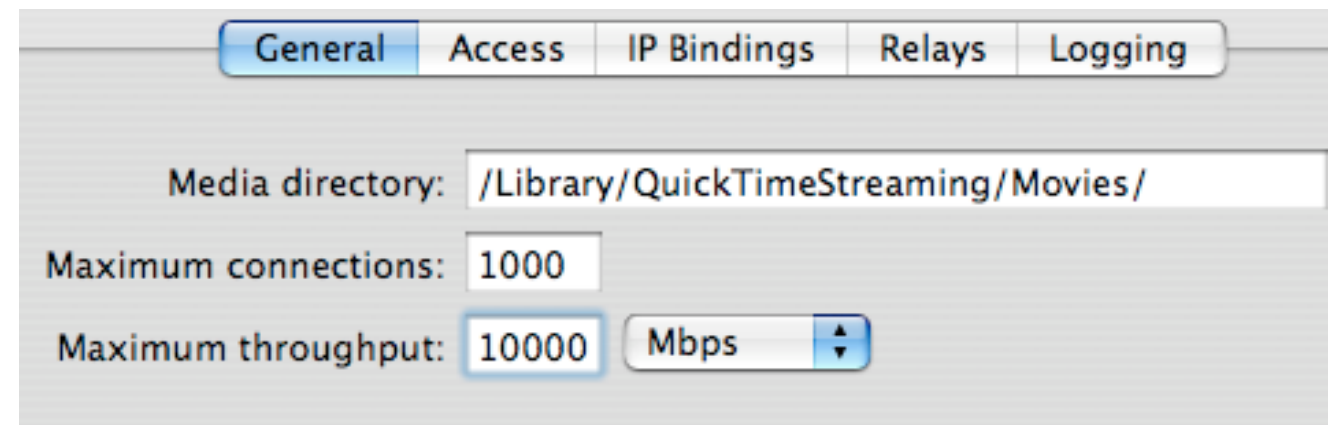 General Access IP Bindings Relays Logging
Media directory: /Library/QuickTimeStreaming/Movies/
Maximum connections: 1000
Maximum throughput: 10000 Mbps